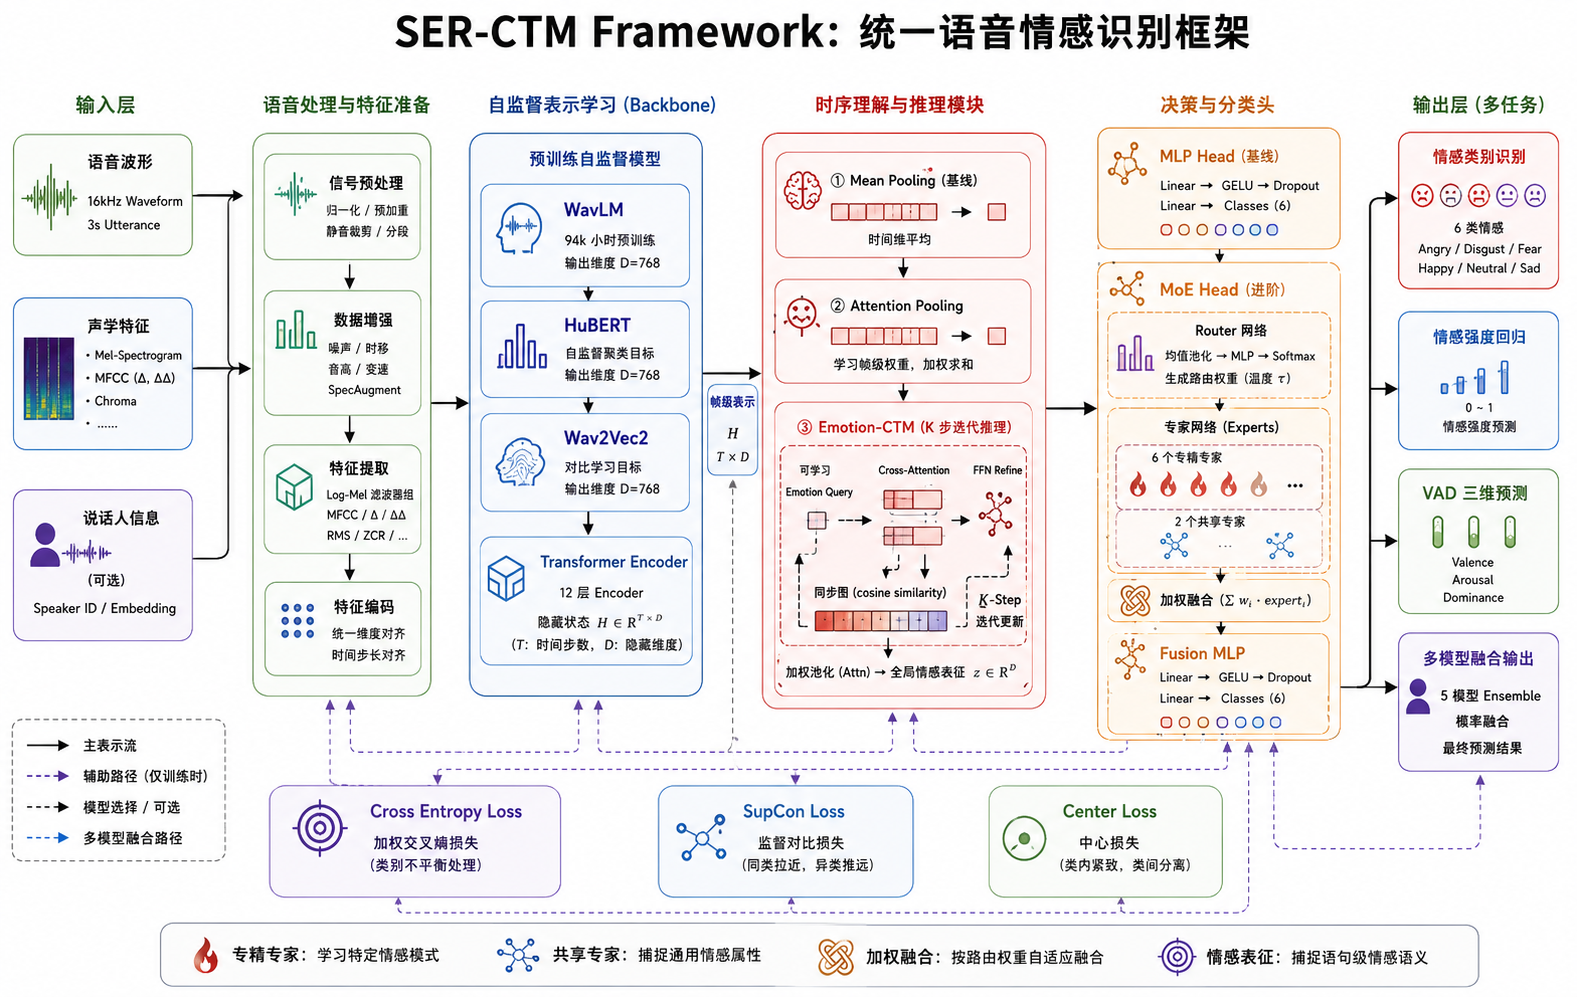 SER-CTM Framework: 统一语音情感识别框架
输入层
语音波形
16kHz Waveform
3s Utterance
声学特征
• Mel-Spectrogram
• MFCC (Δ, ΔΔ)
• Chroma
• ......
说话人信息
(可选)
Speaker ID / Embedding
主表示流
辅助路径 (仅训练时)
模型选择 / 可选
多模型融合路径
语音处理与特征准备
信号预处理
归一化 / 预加重
静音裁剪 / 分段
数据增强
噪声 / 时移
音高 / 变速
SpecAugment
特征提取
Log-Mel 滤波器组
MFCC / Δ / ΔΔ
RMS / ZCR / ...
特征编码
统一维度对齐
时间步长对齐
自监督表示学习 (Backbone)
预训练自监督模型
WavLM
94k 小时预训练
输出维度 D=768
HuBERT
自监督聚类目标
输出维度 D=768
Wav2Vec2
对比学习目标
输出维度 D=768
Transformer Encoder
12 层 Encoder
隐藏状态 H ∈ R^{T × D}
(T: 时间步数, D: 隐藏维度)
帧级表示
H
T × D
时序理解与推理模块
① Mean Pooling (基线)
时间维平均
② Attention Pooling
学习帧级权重, 加权求和
③ Emotion-CTM (K 步迭代推理)
可学习
Emotion Query
Cross-Attention
FFN Refine
同步图 (cosine similarity)
K-Step
迭代更新
加权池化 (Attn) → 全局情感表征 z ∈ R^D
决策与分类头
MLP Head (基线)
Linear → GELU → Dropout
Linear → Classes (6)
MoE Head (进阶)
Router 网络
均值池化 → MLP → Softmax
生成路由权重 (温度 τ)
专家网络 (Experts)
6 个专精专家
...
2 个共享专家
...
加权融合 (Σ w_i · expert_i)
Fusion MLP
Linear → GELU → Dropout
Linear → Classes (6)
输出层 (多任务)
情感类别识别
6 类情感
Angry / Disgust / Fear
Happy / Neutral / Sad
情感强度回归
0 ~ 1
情感强度预测
VAD 三维预测
Valence
Arousal
Dominance
多模型融合输出
5 模型 Ensemble
概率融合
最终预测结果
Cross Entropy Loss
加权交叉熵损失
(类别不平衡处理)
SupCon Loss
监督对比损失
(同类拉近, 异类推远)
Center Loss
中心损失
(类内紧致, 类间分离)
专精专家: 学习特定情感模式
共享专家: 捕捉通用情感属性
加权融合: 按路由权重自适应融合
情感表征: 捕捉语句级情感语义